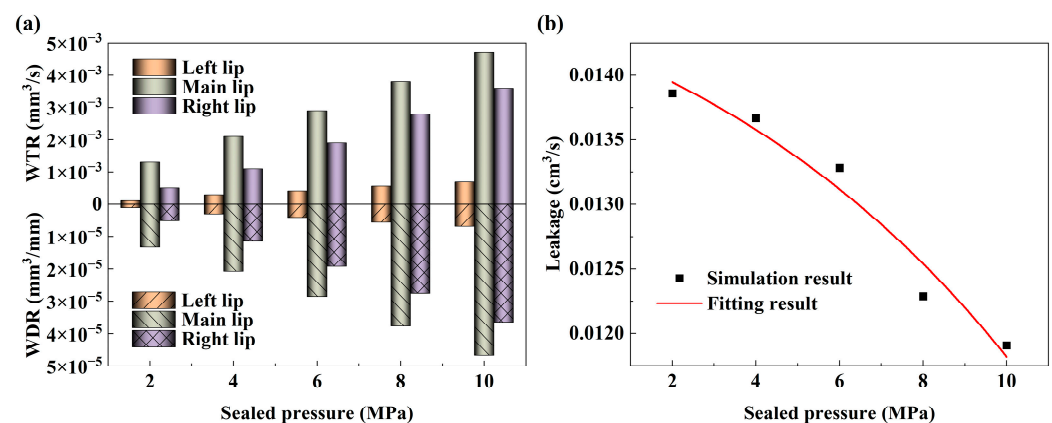 (a)
WTR (mm³/s)
WDR (mm³/mm)
5×10⁻³
4×10⁻³
3×10⁻³
2×10⁻³
1×10⁻³
0
1×10⁻⁵
2×10⁻⁵
3×10⁻⁵
4×10⁻⁵
5×10⁻⁵
Left lip
Main lip
Right lip
Left lip
Main lip
Right lip
2 4 6 8 10
Sealed pressure (MPa)
(b)
Leakage (cm³/s)
0.0140
0.0135
0.0130
0.0125
0.0120
Simulation result
Fitting result
2 4 6 8 10
Sealed pressure (MPa)